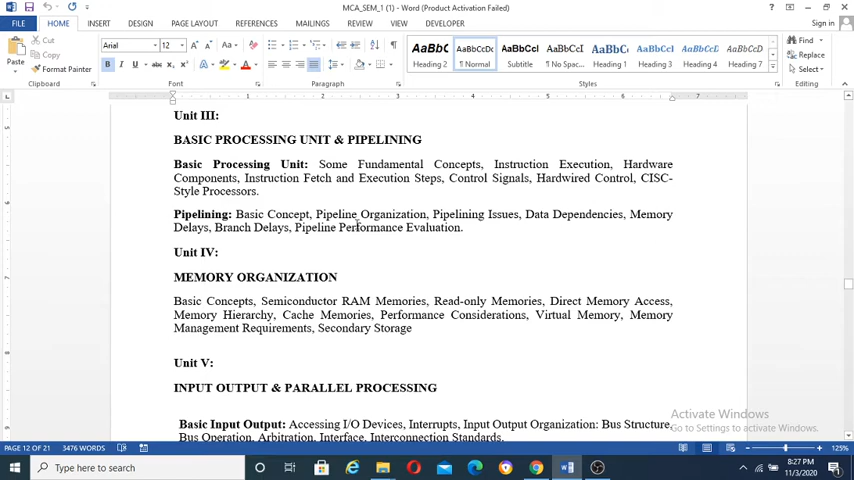 MCA_SEM_1 (1) - Word (Product Activation Failed)
FILE HOME INSERT DESIGN PAGE LAYOUT REFERENCES MAILINGS REVIEW VIEW DEVELOPER Sign in
Paste
Cut
Copy
Format Painter
Clipboard
Arial 12
Font
Paragraph
AaBbC AaBbCcDc AaBbCc AaBbCcI AaBbC AaBbCcI AaBbCcD AaBbCcD
Heading 2 ¶ Normal Subtitle ¶ No Spac... Heading 1 Heading 3 Heading 4 Heading 7
Styles
Find
Replace
Select
Editing
1 2 3 4 5 6 7
Unit III:
BASIC PROCESSING UNIT & PIPELINING
Basic Processing Unit: Some Fundamental Concepts, Instruction Execution, Hardware
Components, Instruction Fetch and Execution Steps, Control Signals, Hardwired Control, CISC-
Style Processors.
Pipelining: Basic Concept, Pipeline Organization, Pipelining Issues, Data Dependencies, Memory
Delays, Branch Delays, Pipeline Performance Evaluation.
Unit IV:
MEMORY ORGANIZATION
Basic Concepts, Semiconductor RAM Memories, Read-only Memories, Direct Memory Access,
Memory Hierarchy, Cache Memories, Performance Considerations, Virtual Memory, Memory
Management Requirements, Secondary Storage
Unit V:
INPUT OUTPUT & PARALLEL PROCESSING
Basic Input Output: Accessing I/O Devices, Interrupts, Input Output Organization: Bus Structure,
Bus Operation, Arbitration, Interface, Interconnection Standards.
Activate Windows
Go to Settings to activate Windows.
PAGE 12 OF 21 3476 WORDS 125%
Type here to search
8:27 PM
11/3/2020